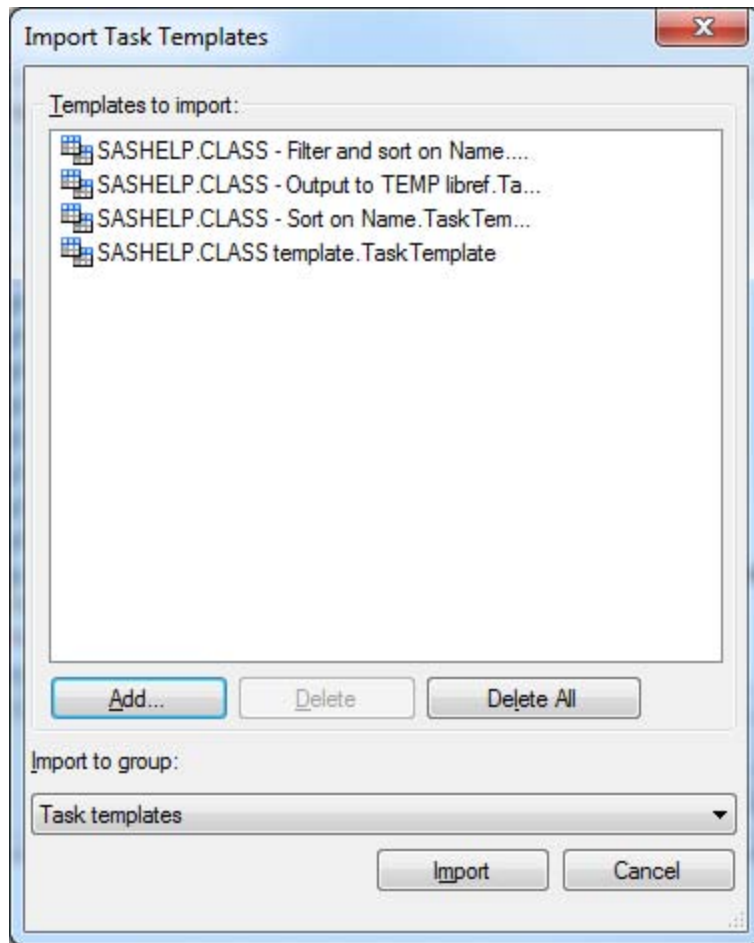 Import Task Templates
Templates to import:
SASHELP.CLASS - Filter and sort on Name....
SASHELP.CLASS - Output to TEMP libref.Ta...
SASHELP.CLASS - Sort on Name.TaskTem...
SASHELP.CLASS template.TaskTemplate
Add... Delete Delete All
Import to group:
Task templates
Import Cancel